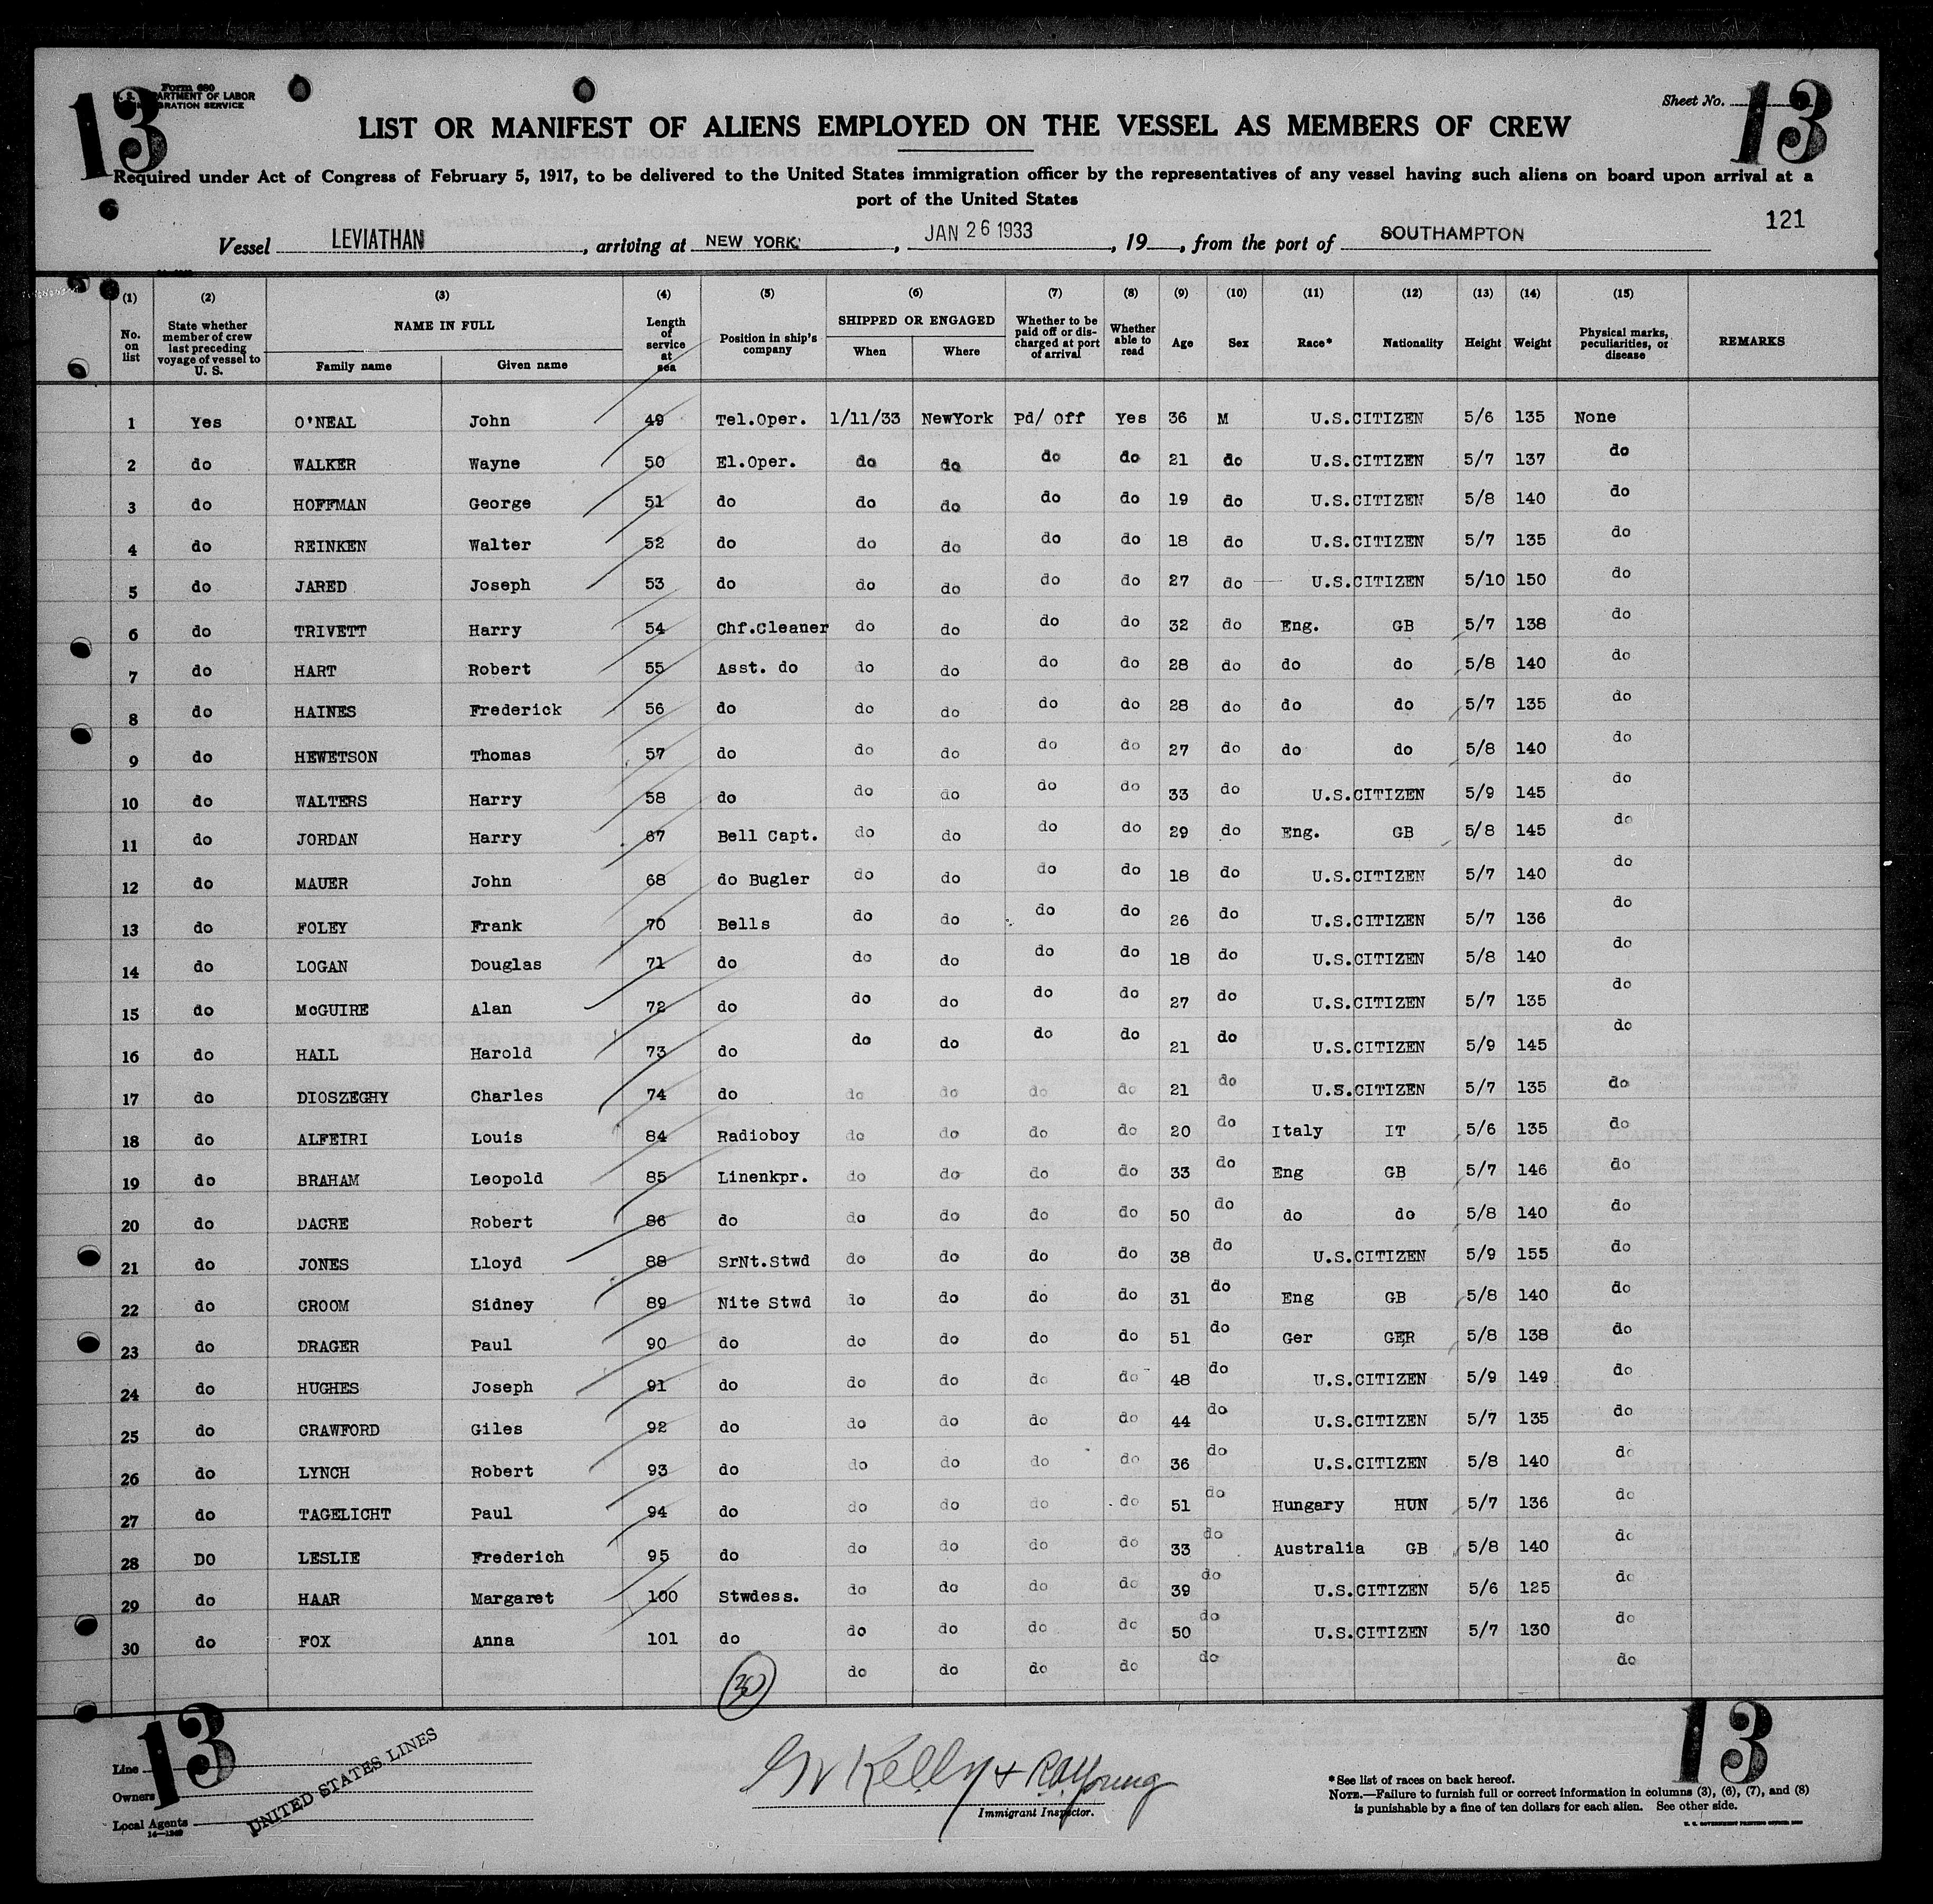 13
Form 680
U. S. DEPARTMENT OF LABOR
IMMIGRATION SERVICE
Sheet No.
13
LIST OR MANIFEST OF ALIENS EMPLOYED ON THE VESSEL AS MEMBERS OF CREW
Required under Act of Congress of February 5, 1917, to be delivered to the United States immigration officer by the representatives of any vessel having such aliens on board upon arrival at a
port of the United States
121
Vessel LEVIATHAN, arriving at NEW YORK, JAN 26 1933, 19, from the port of SOUTHAMPTON
(1) (2) (3) (4) (5) (6) (7) (8) (9) (10) (11) (12) (13) (14) (15)
No. on list State whether member of crew last preceding voyage of vessel to U. S. NAME IN FULL Family name Given name Length of service at sea Position in ship's company SHIPPED OR ENGAGED When Where Whether to be paid off or discharged at port of arrival Whether able to read Age Sex Race* Nationality Height Weight Physical marks, peculiarities, or disease REMARKS
1 Yes O'NEAL John 49 Tel.Oper. 1/11/33 NewYork Pd/ Off Yes 36 M U.S.CITIZEN 5/6 135 None
2 do WALKER Wayne 50 El.Oper. do do do do 21 do U.S.CITIZEN 5/7 137 do
3 do HOFFMAN George 51 do do do do do 19 do U.S.CITIZEN 5/8 140 do
4 do REINKEN Walter 52 do do do do do 18 do U.S.CITIZEN 5/7 135 do
5 do JARED Joseph 53 do do do do do 27 do U.S.CITIZEN 5/10 150 do
6 do TRIVETT Harry 54 Chf.Cleaner do do do do 32 do Eng. GB 5/7 138 do
7 do HART Robert 55 Asst. do do do do do 28 do do do 5/8 140 do
8 do HAINES Frederick 56 do do do do do 28 do do do 5/7 135 do
9 do HEWETSON Thomas 57 do do do do do 27 do do do 5/8 140 do
10 do WALTERS Harry 58 do do do do do 33 do U.S.CITIZEN 5/9 145 do
11 do JORDAN Harry 67 Bell Capt. do do do do 29 do Eng. GB 5/8 145 do
12 do MAUER John 68 do Bugler do do do do 18 do U.S.CITIZEN 5/7 140 do
13 do FOLEY Frank 70 Bells do do do do 26 do U.S.CITIZEN 5/7 136 do
14 do LOGAN Douglas 71 do do do do do 18 do U.S.CITIZEN 5/8 140 do
15 do McGUIRE Alan 72 do do do do do 27 do U.S.CITIZEN 5/7 135 do
16 do HALL Harold 73 do do do do do 21 do U.S.CITIZEN 5/9 145 do
17 do DIOSZEGHY Charles 74 do do do do do 21 do U.S.CITIZEN 5/7 135 do
18 do ALFEIRI Louis 84 Radioboy do do do do 20 do Italy IT 5/6 135 do
19 do BRAHAM Leopold 85 Linenkpr. do do do do 33 do Eng GB 5/7 146 do
20 do DACRE Robert 86 do do do do do 50 do do do 5/8 140 do
21 do JONES Lloyd 88 SrNt.Stwd do do do do 38 do U.S.CITIZEN 5/9 155 do
22 do CROOM Sidney 89 Nite Stwd do do do do 31 do Eng GB 5/8 140 do
23 do DRAGER Paul 90 do do do do do 51 do Ger GER 5/8 138 do
24 do HUGHES Joseph 91 do do do do do 48 do U.S.CITIZEN 5/9 149 do
25 do CRAWFORD Giles 92 do do do do do 44 do U.S.CITIZEN 5/7 135 do
26 do LYNCH Robert 93 do do do do do 36 do U.S.CITIZEN 5/8 140 do
27 do TAGELICHT Paul 94 do do do do do 51 do Hungary HUN 5/7 136 do
28 DO LESLIE Frederich 95 do do do do do 33 do Australia GB 5/8 140 do
29 do HAAR Margaret 100 Stwdess. do do do do 39 do U.S.CITIZEN 5/6 125 do
30 do FOX Anna 101 do do do do do 50 do U.S.CITIZEN 5/7 130 do
do do do do do do
30
13
13
Line
Owners
Local Agents
14—1240
UNITED STATES LINES
Kelly + Young
Immigrant Inspector.
*See list of races on back hereof.
NOTE.—Failure to furnish full or correct information in columns (3), (6), (7), and (8)
is punishable by a fine of ten dollars for each alien. See other side.
U. S. GOVERNMENT PRINTING OFFICE